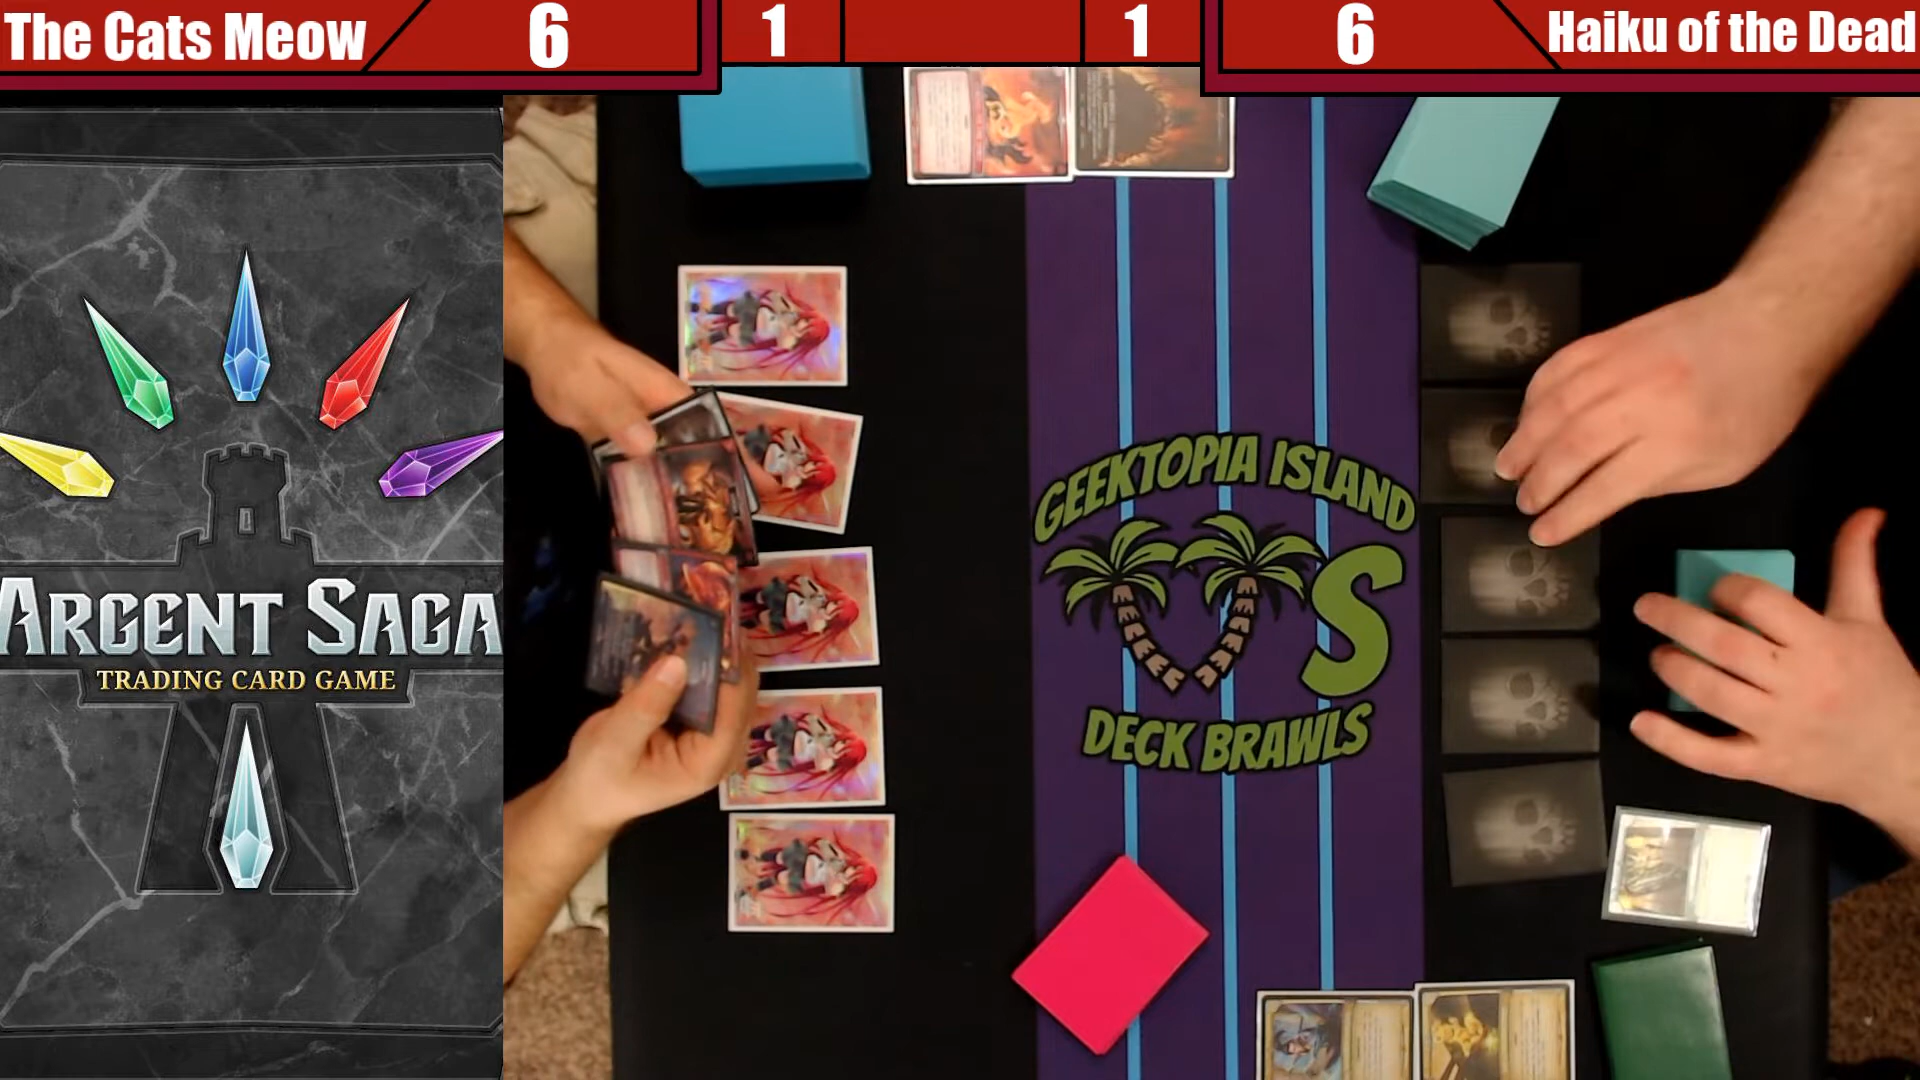 The Cats Meow
6
1
1
6
Haiku of the Dead
ARGENT SAGA
TRADING CARD GAME
GEEKTOPIA ISLAND
VS
DECK BRAWLS